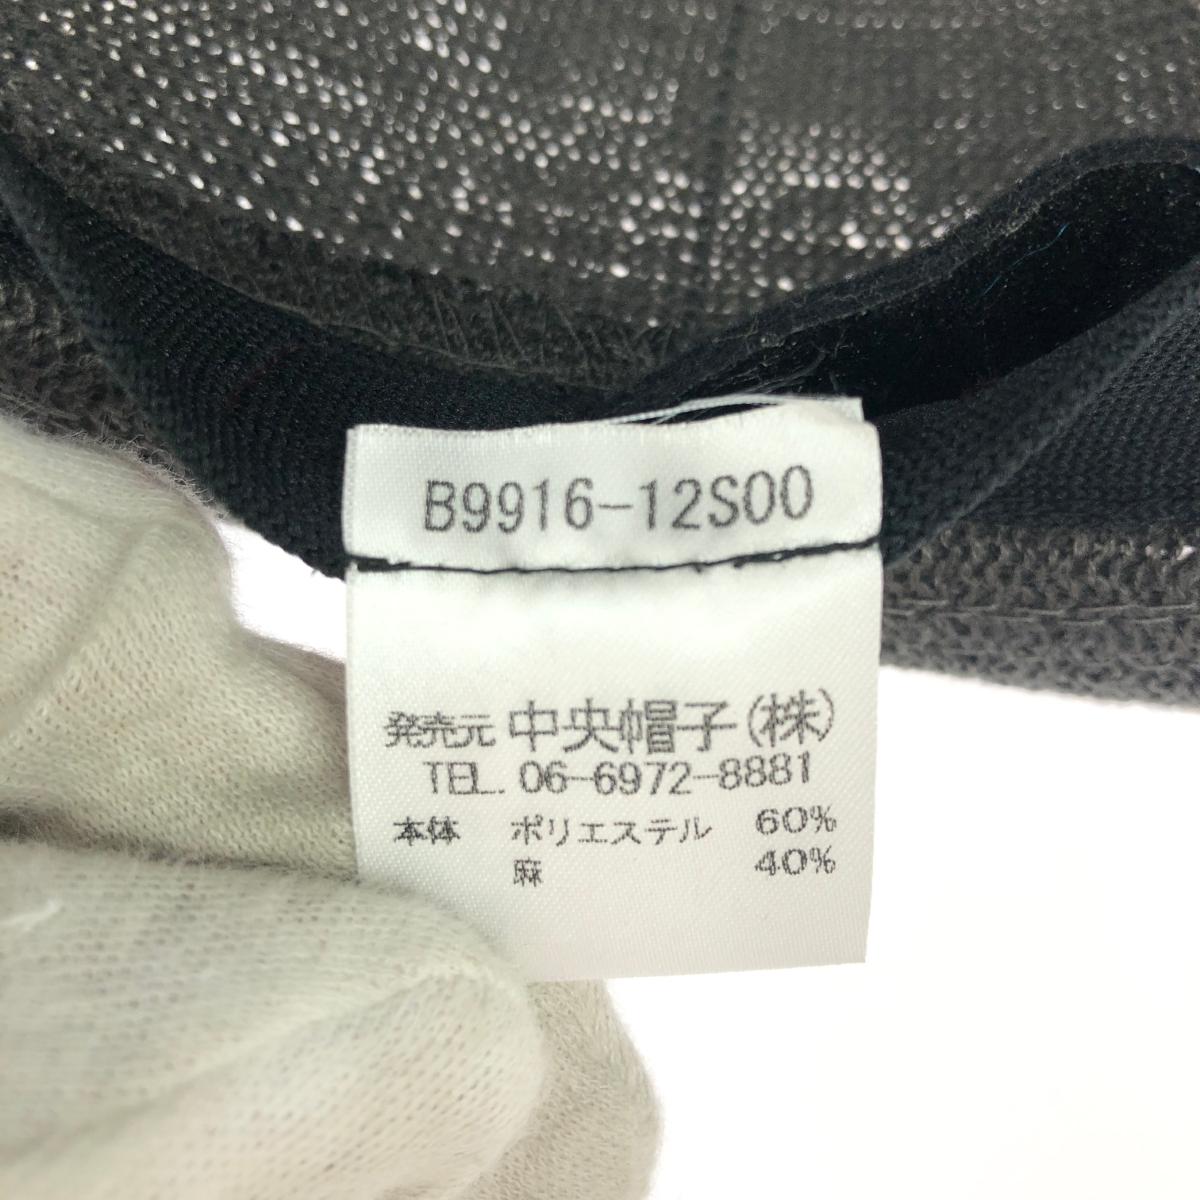 B9916-12S00
発売元 中央帽子(株)
TEL. 06-6972-8881
本体 ポリエステル 60%
麻 40%